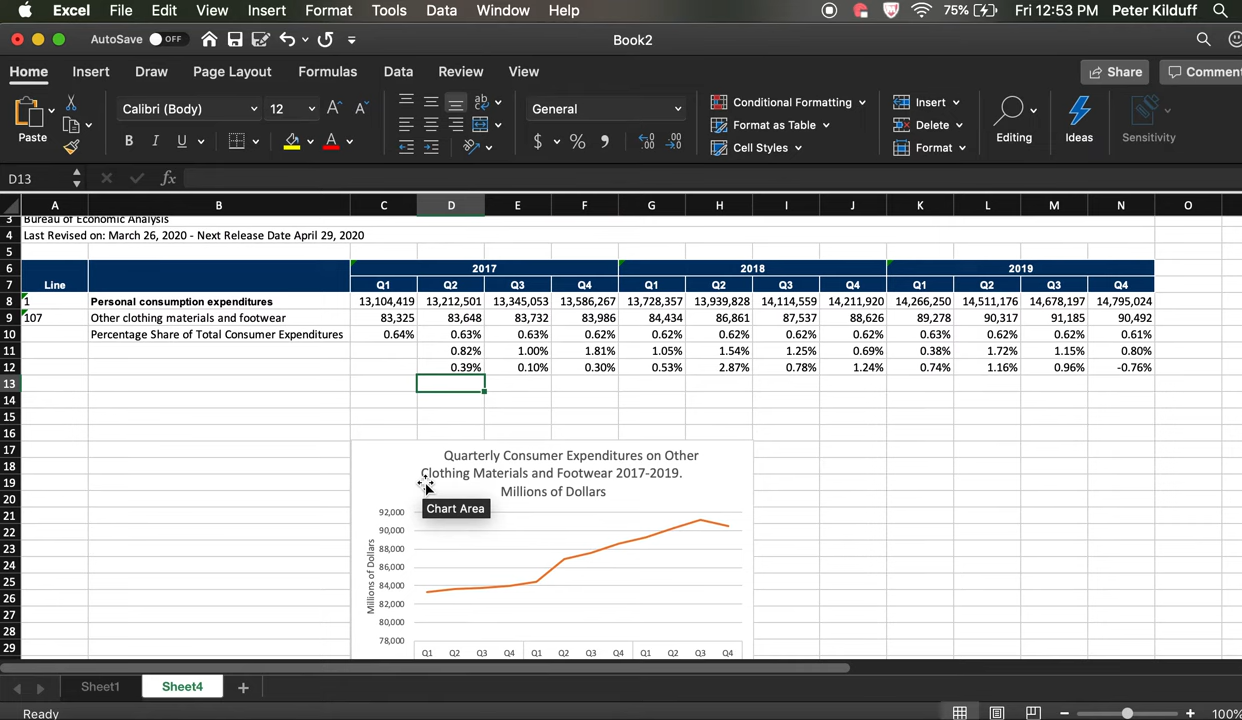 Excel File Edit View Insert Format Tools Data Window Help 75% Fri 12:53 PM Peter Kilduff
AutoSave OFF Book2
Home Insert Draw Page Layout Formulas Data Review View Share Comment
Paste Calibri (Body) 12 General Conditional Formatting Format as Table Cell Styles Insert Delete Format Editing Ideas Sensitivity
D13 fx
A B C D E F G H I J K L M N O
3 Bureau of Economic Analysis
4 Last Revised on: March 26, 2020 - Next Release Date April 29, 2020
5
6 2017 2018 2019
7 Line Q1 Q2 Q3 Q4 Q1 Q2 Q3 Q4 Q1 Q2 Q3 Q4
8 1 Personal consumption expenditures 13,104,419 13,212,501 13,345,053 13,586,267 13,728,357 13,939,828 14,114,559 14,211,920 14,266,250 14,511,176 14,678,197 14,795,024
9 107 Other clothing materials and footwear 83,325 83,648 83,732 83,986 84,434 86,861 87,537 88,626 89,278 90,317 91,185 90,492
10 Percentage Share of Total Consumer Expenditures 0.64% 0.63% 0.63% 0.62% 0.62% 0.62% 0.62% 0.62% 0.63% 0.62% 0.62% 0.61%
11 0.82% 1.00% 1.81% 1.05% 1.54% 1.25% 0.69% 0.38% 1.72% 1.15% 0.80%
12 0.39% 0.10% 0.30% 0.53% 2.87% 0.78% 1.24% 0.74% 1.16% 0.96% -0.76%
13
14
15
16
17 Quarterly Consumer Expenditures on Other
18 Clothing Materials and Footwear 2017-2019.
19 Millions of Dollars
20 Chart Area
21 92,000
22 90,000
23 88,000
24 86,000
25 84,000
26 82,000
27 80,000
28 78,000
29 Q1 Q2 Q3 Q4 Q1 Q2 Q3 Q4 Q1 Q2 Q3 Q4
Millions of Dollars
Sheet1 Sheet4 +
Ready 100%